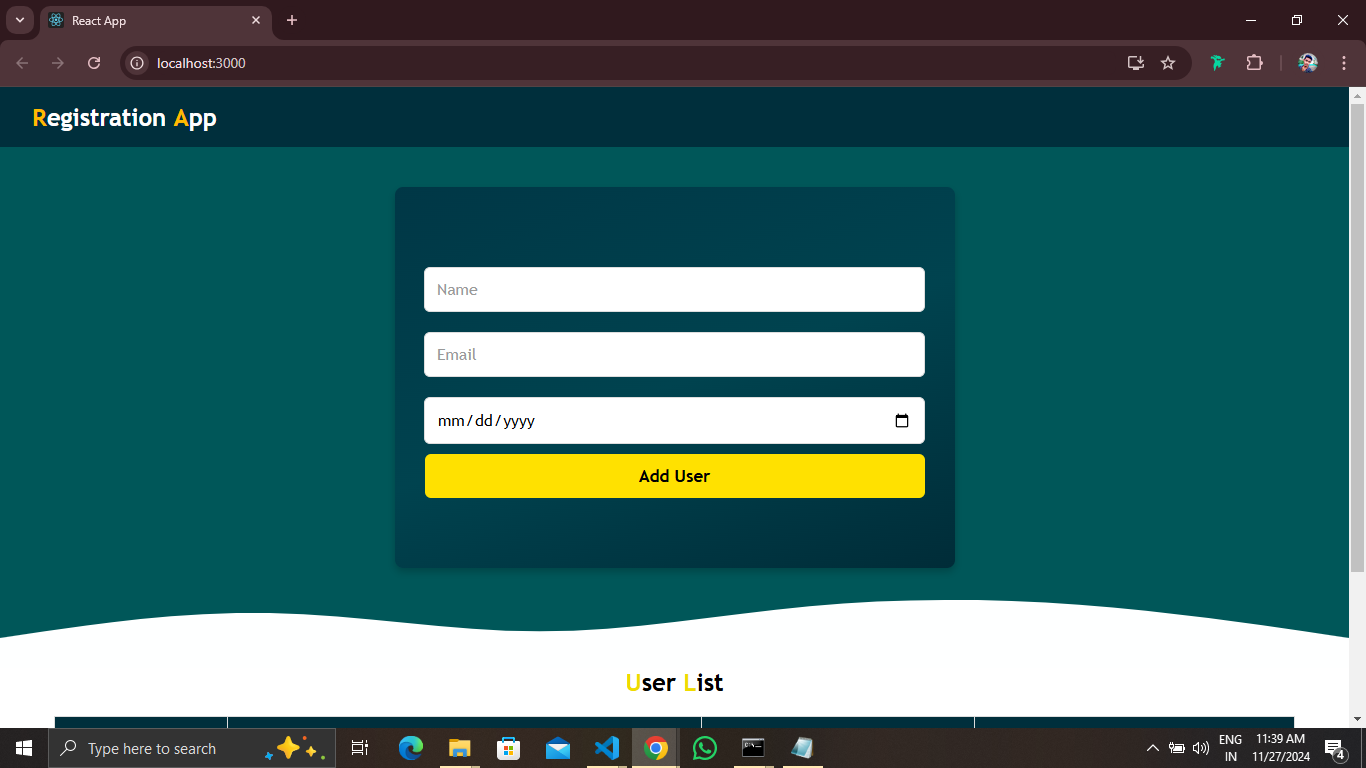 React App
localhost:3000
Registration App
Name
Email
mm/dd/yyyy
Add User
User List
Type here to search
ENG
IN
11:39 AM
11/27/2024
4